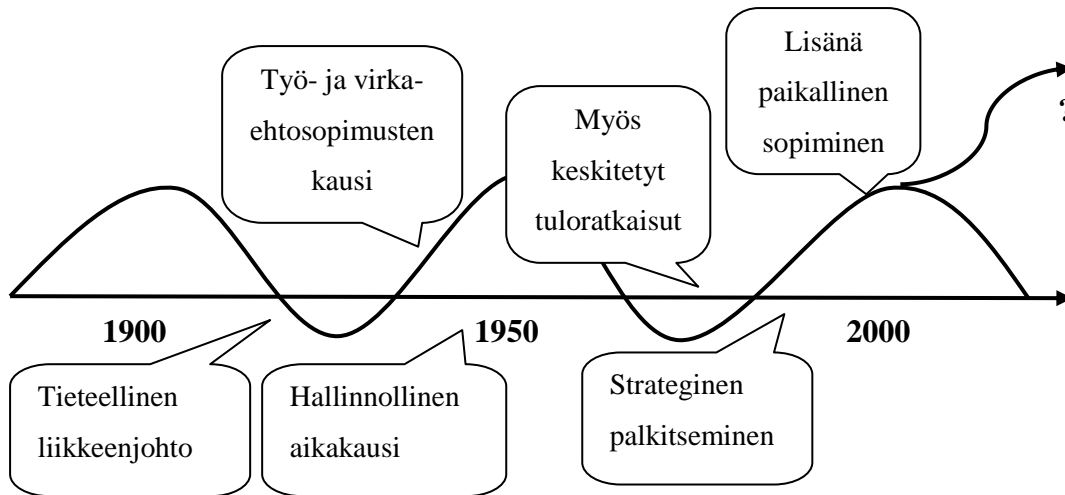 Työ- ja virka-
ehtosopimusten
kausi
Myös
keskitetyt
tuloratkaisut
Lisänä
paikallinen
sopiminen
1900
1950
2000
Tieteellinen
liikkeenjohto
Hallinnollinen
aikakausi
Strateginen
palkitseminen